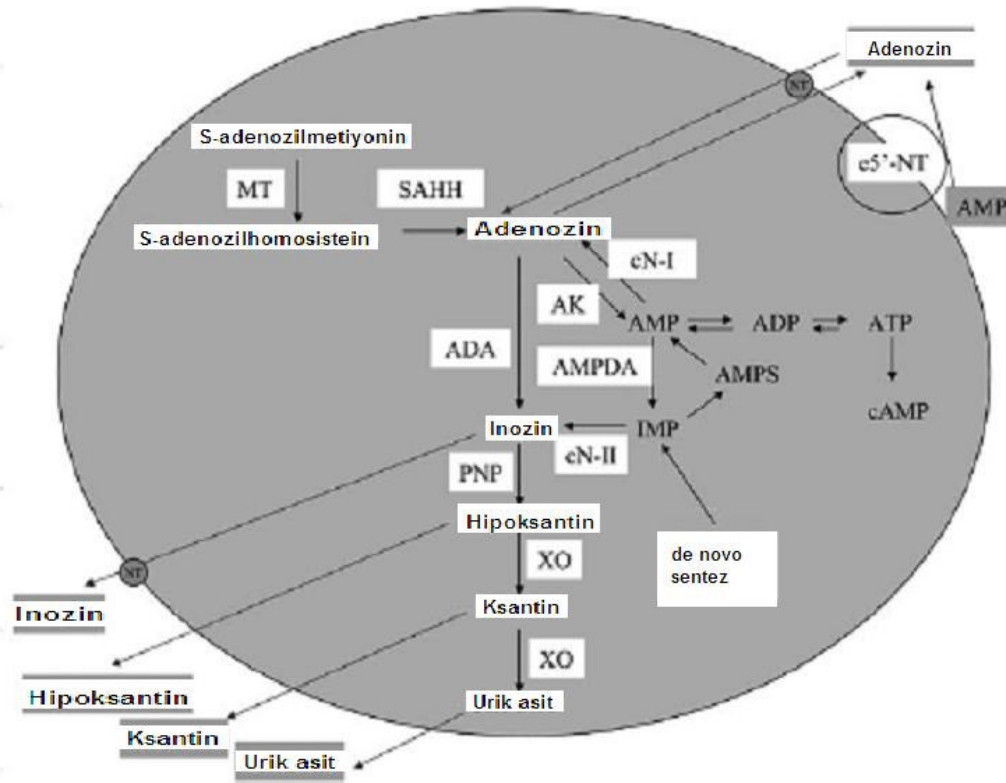 Adenozin
NT
e5'-NT
AMP
S-adenozilmetiyonin
MT
SAHH
S-adenozilhomosistein
Adenozin
cN-I
AK
AMP
ADP
ATP
ADA
AMPDA
AMPS
cAMP
Inozin
IMP
cN-II
PNP
Hipoksantin
de novo
sentez
XO
NT
Inozin
Ksantin
XO
Hipoksantin
Urik asit
Ksantin
Urik asit